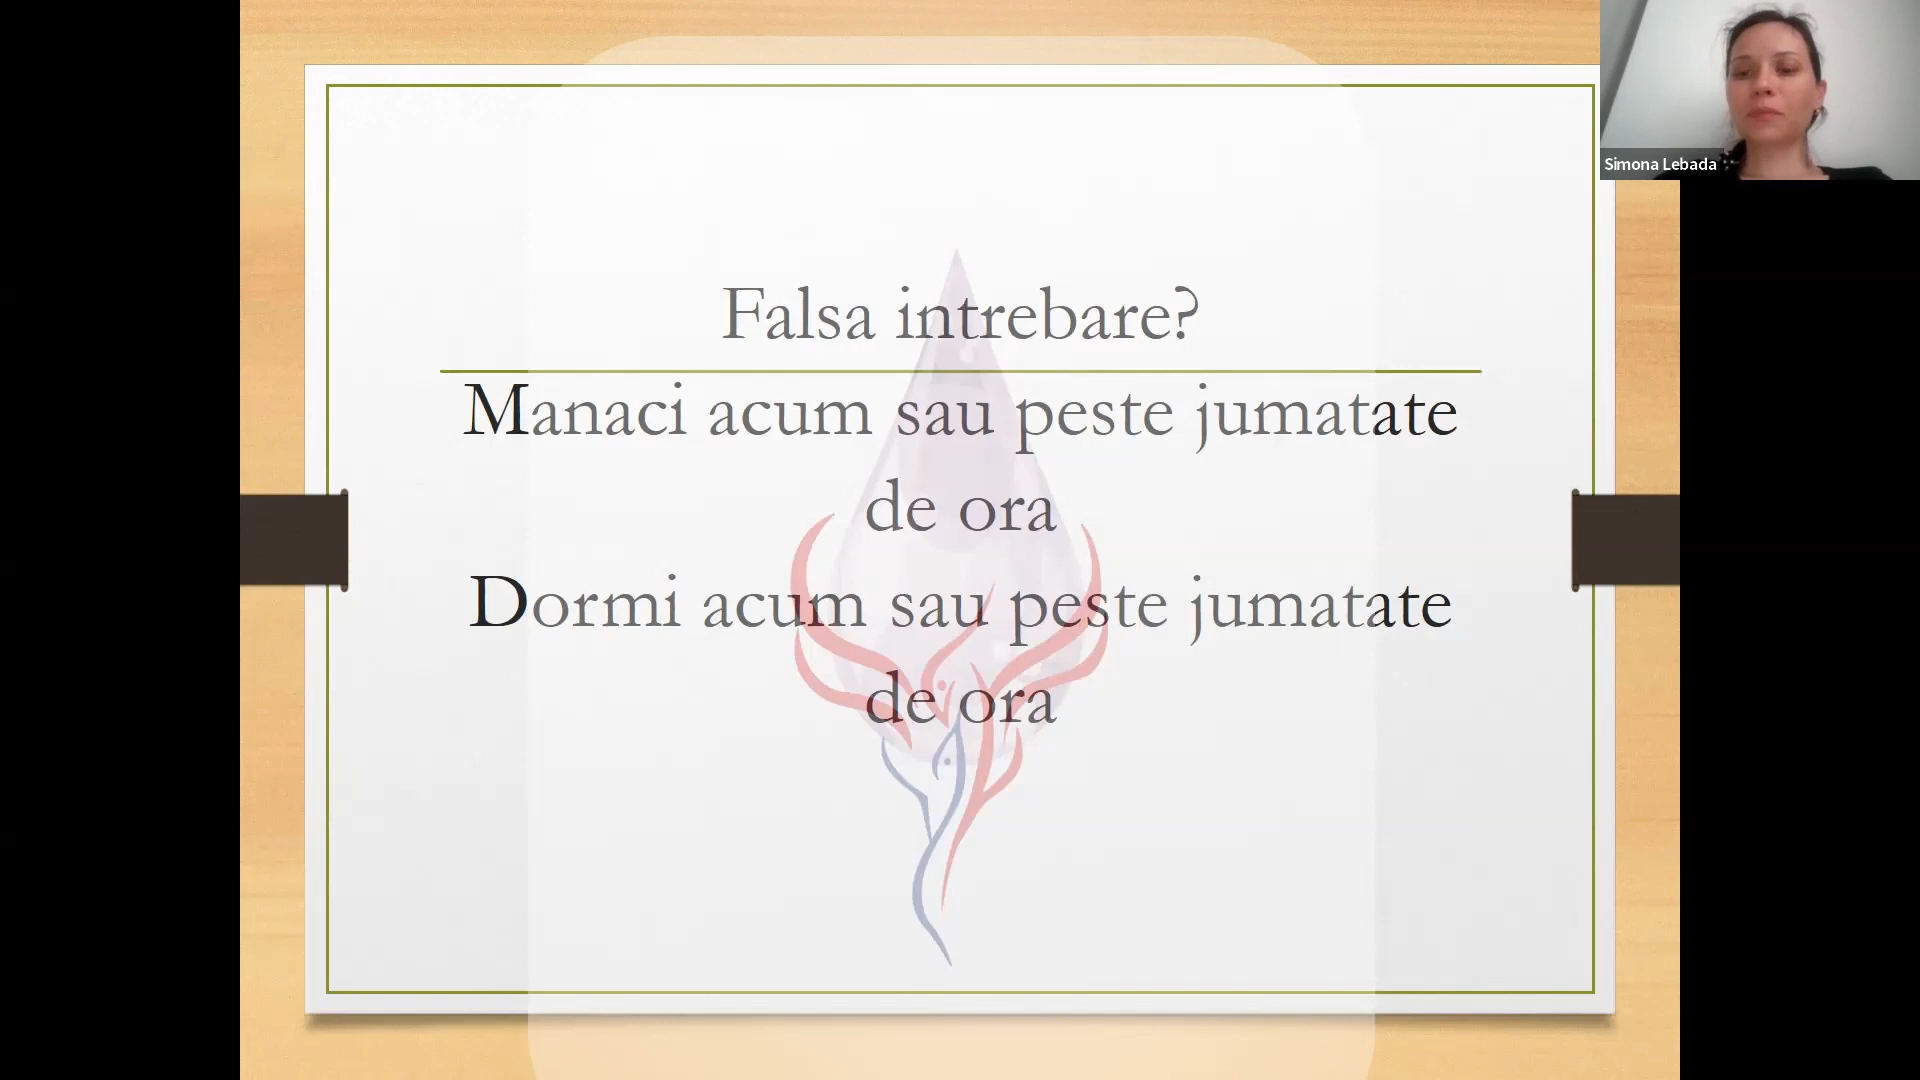 Simona Lebada
Falsa intrebare?
Manaci acum sau peste jumatate
de ora
Dormi acum sau peste jumatate
de ora